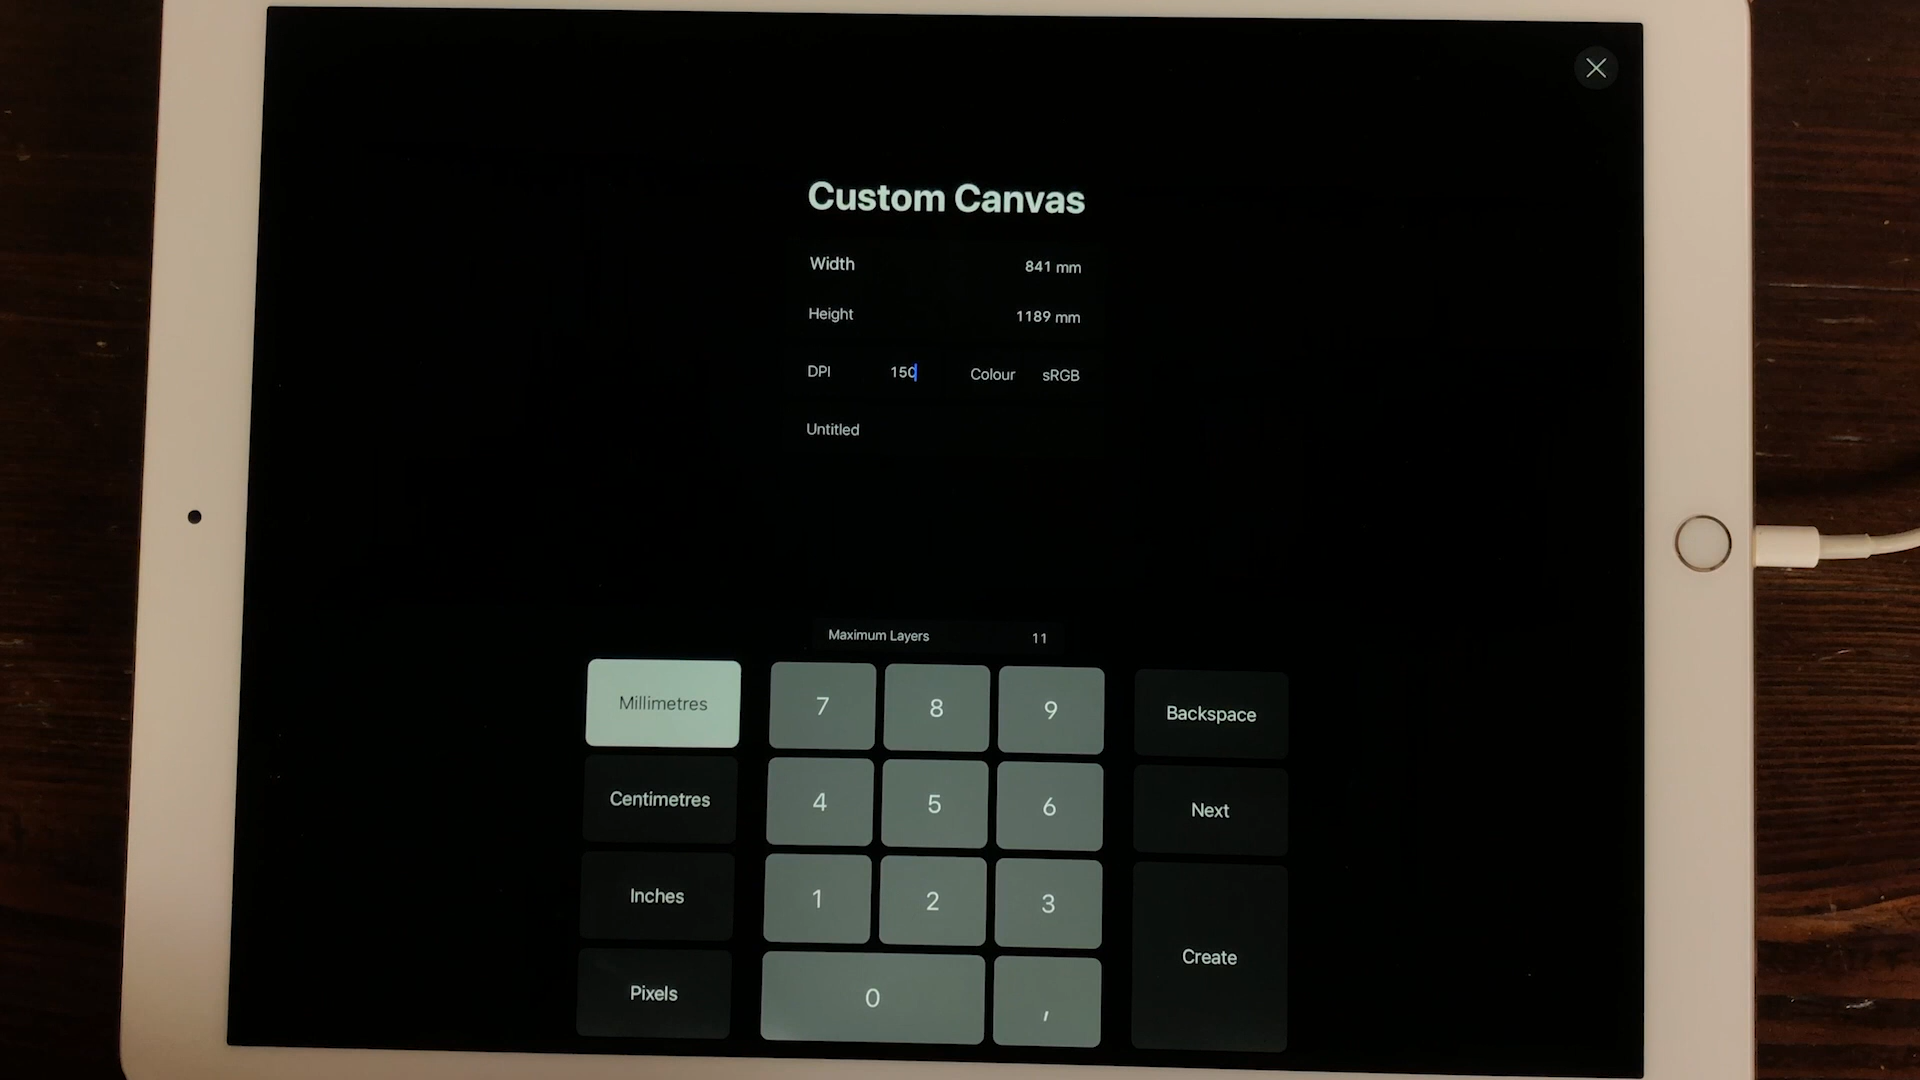 Custom Canvas
Width 841 mm
Height 1189 mm
DPI 150 Colour sRGB
Untitled
Maximum Layers 11
Millimetres 7 8 9 Backspace
Centimetres 4 5 6 Next
Inches 1 2 3
Create
Pixels 0 ,